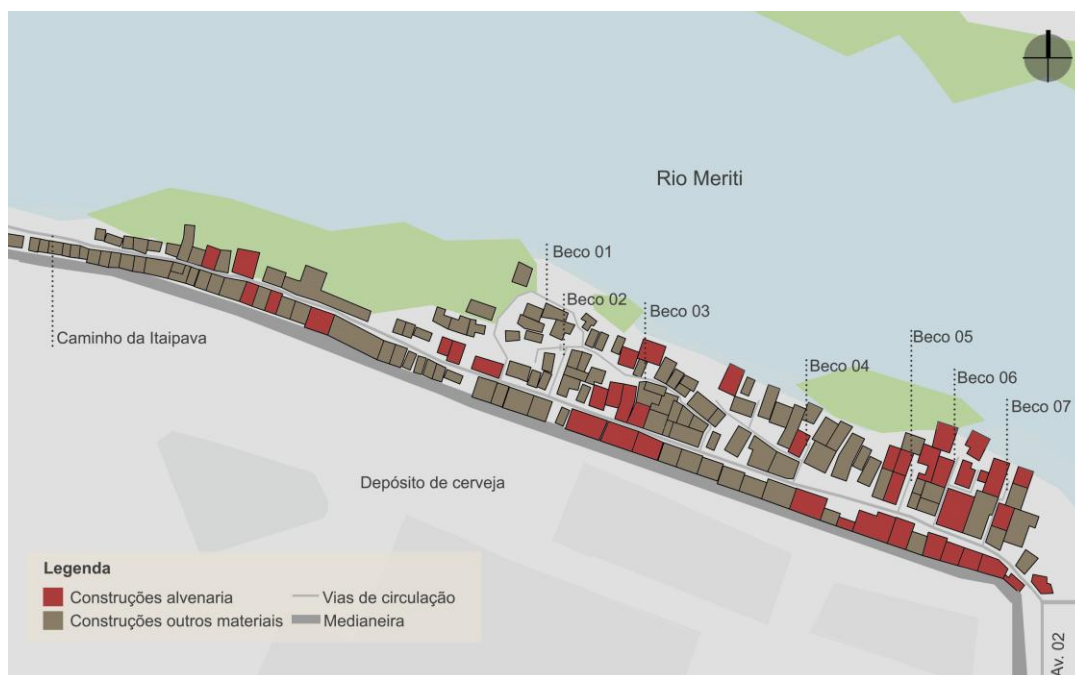 Rio Meriti
Beco 01
Beco 02
Beco 03
Beco 04
Beco 05
Beco 06
Beco 07
Caminho da Itaipava
Depósito de cerveja
Legenda
Construções alvenaria
Construções outros materiais
Vias de circulação
Medianeira
Av. 02